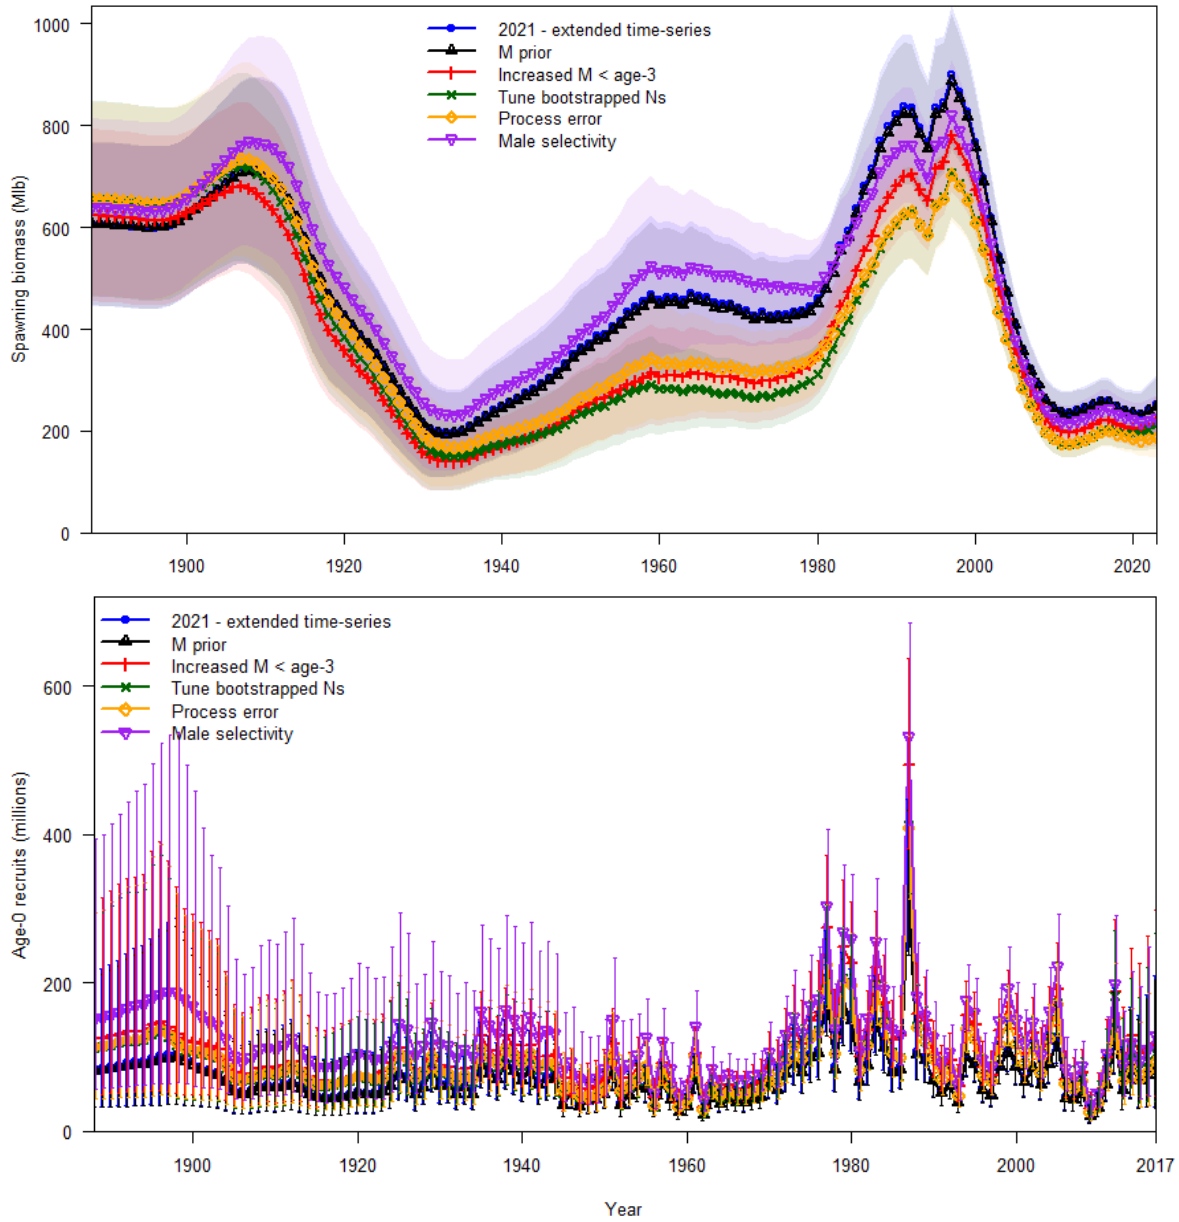 1000
800
600
400
200
0
Spawning biomass (Mlb)
2021 - extended time-series
M prior
Increased M < age-3
Tune bootstrapped Ns
Process error
Male selectivity
1900
1920
1940
1960
1980
2000
2020
2021 - extended time-series
M prior
Increased M < age-3
Tune bootstrapped Ns
Process error
Male selectivity
600
400
200
0
Age-0 recruits (millions)
1900
1920
1940
1960
1980
2000
2017
Year